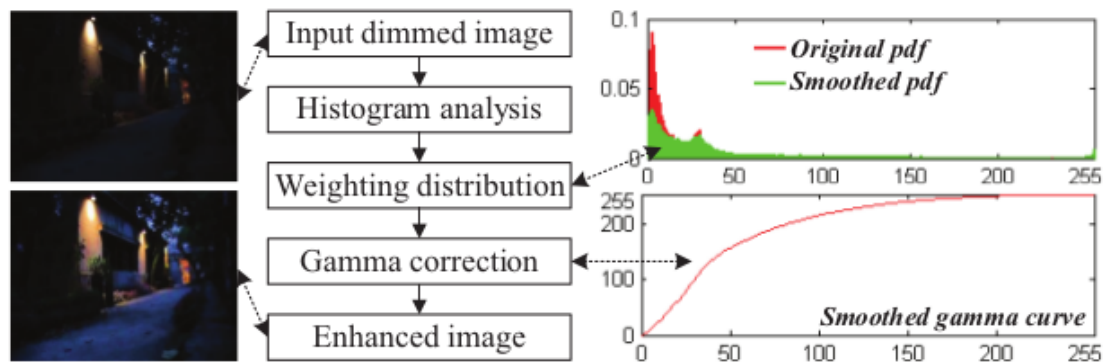 Input dimmed image
Histogram analysis
Weighting distribution
Gamma correction
Enhanced image
0.1
0.05
0
Original pdf
Smoothed pdf
0 50 100 150 200 255
255
200
100
0
Smoothed gamma curve
0 50 100 150 200 255